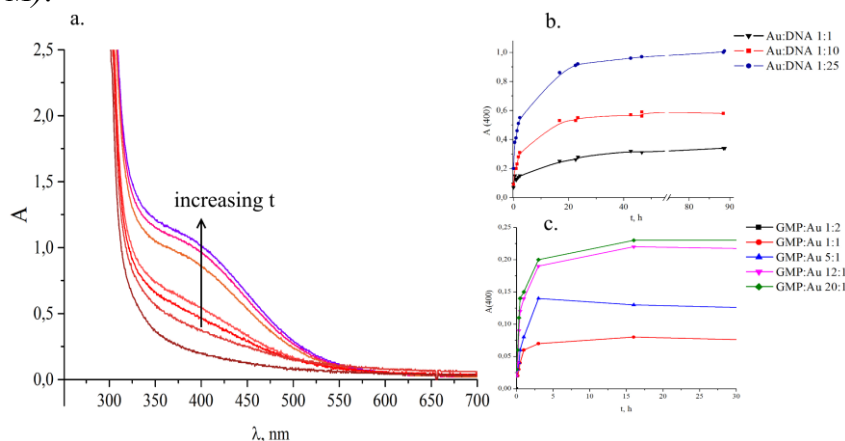 M).
a.
2,5
2,0
1,5
1,0
0,5
0,0
A
increasing t
300 350 400 450 500 550 600 650 700
λ, nm
b.
1,0
0,8
0,6
0,4
0,2
0,0
A (400)
0 20 40 80 90
t, h
Au:DNA 1:1
Au:DNA 1:10
Au:DNA 1:25
c.
0,25
0,20
0,15
0,10
0,05
0,00
A(400)
0 5 10 15 20 25 30
t, h
GMP:Au 1:2
GMP:Au 1:1
GMP:Au 5:1
GMP:Au 12:1
GMP:Au 20:1